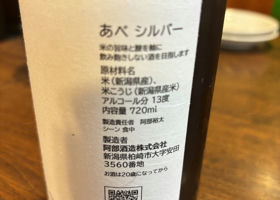 あべ シルバー
米の旨味と酸を軸に
飲み飽きしない酒を目指します
原材料名
米（新潟県産）、
米こうじ（新潟県産米）
アルコール分 13度
内容量 720ml
製造責任者 阿部裕太
シーン 食中
製造者
阿部酒造株式会社
新潟県柏崎市大字安田
3560番地
お酒は20歳になってから